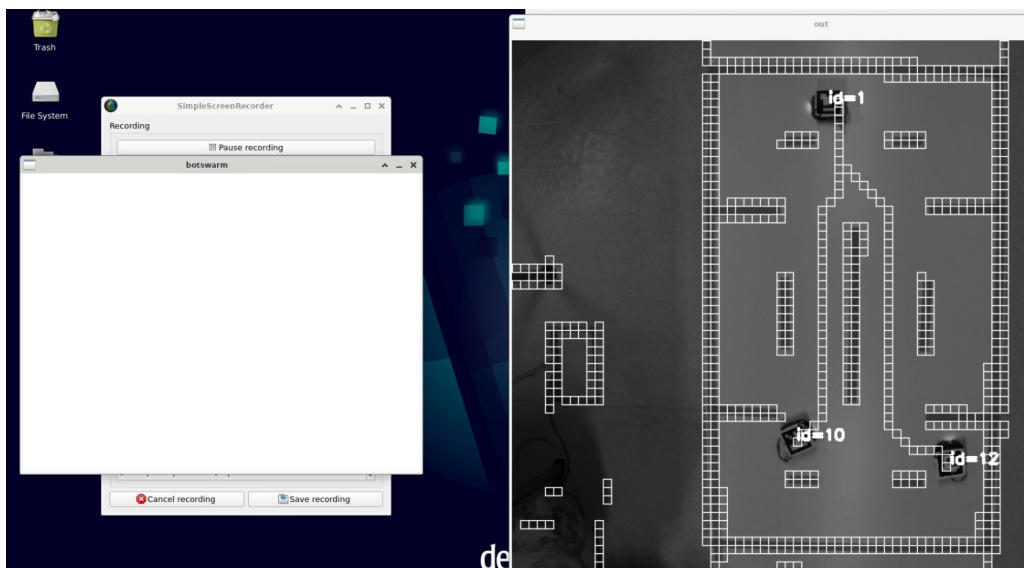 Trash
File System
SimpleScreenRecorder
Recording
Pause recording
botswarm
Cancel recording
Save recording
de
out
id=1
id=10
id=12